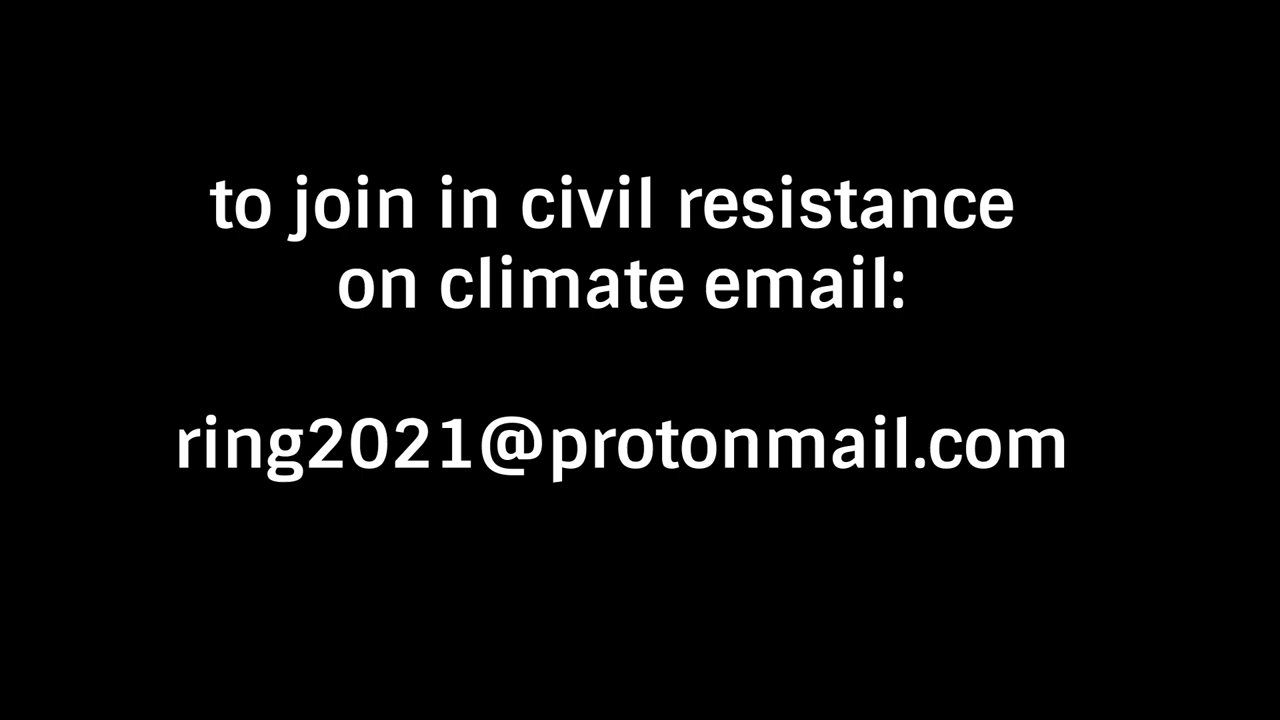 to join in civil resistance
on climate email:
ring2021@protonmail.com